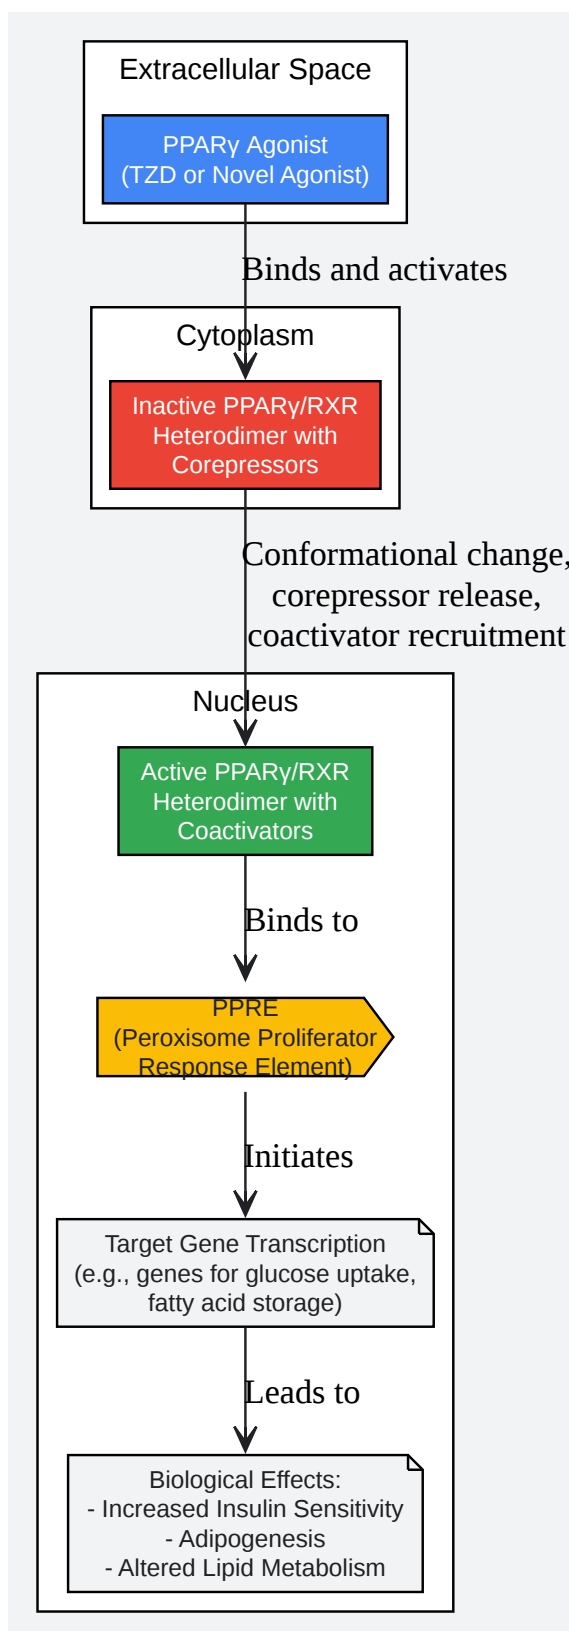 Extracellular Space
PPARγ Agonist
(TZD or Novel Agonist)
Binds and activates
Cytoplasm
Inactive PPARγ/RXR
Heterodimer with
Corepressors
Conformational change,
corepressor release,
coactivator recruitment
Nucleus
Active PPARγ/RXR
Heterodimer with
Coactivators
Binds to
PPRE
(Peroxisome Proliferator
Response Element)
Initiates
Target Gene Transcription
(e.g., genes for glucose uptake,
fatty acid storage)
Leads to
Biological Effects:
- Increased Insulin Sensitivity
- Adipogenesis
- Altered Lipid Metabolism